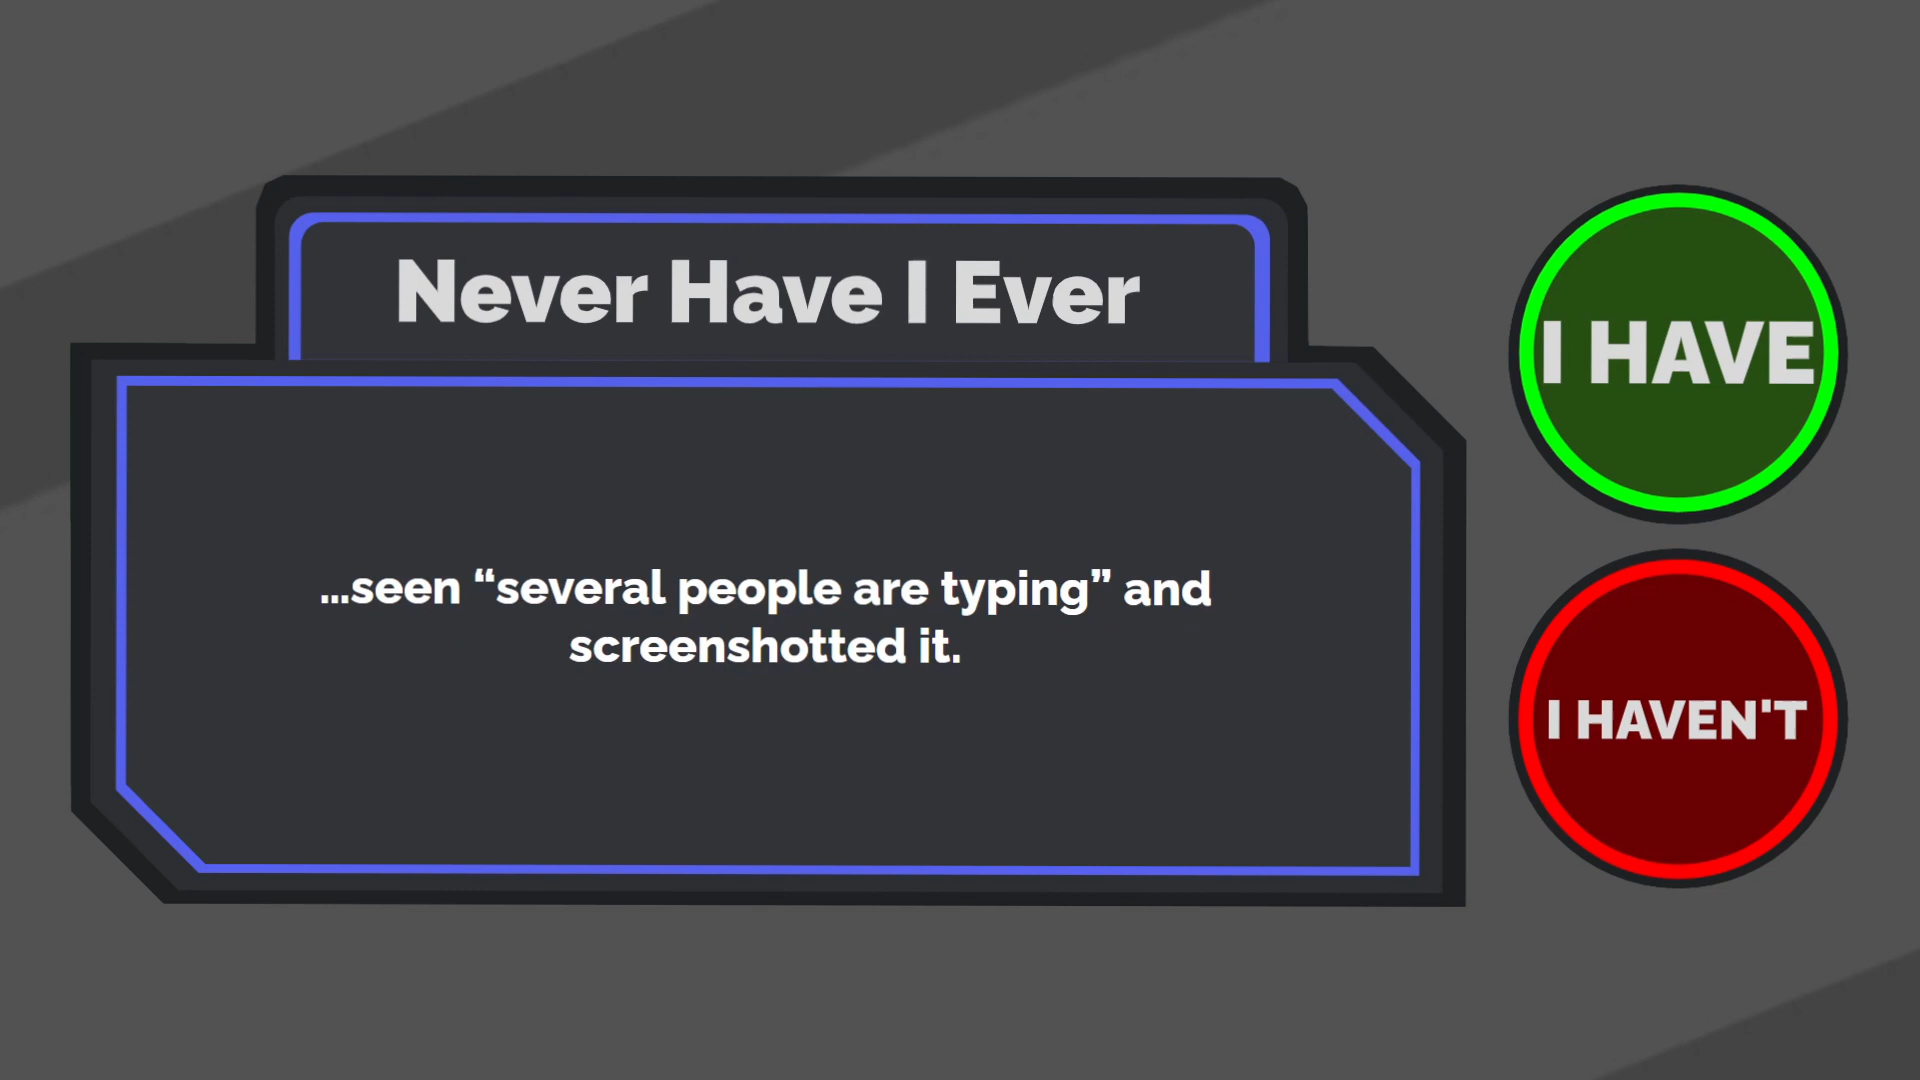 Never Have I Ever
...seen “several people are typing” and
screenshotted it.
I HAVE
I HAVEN'T